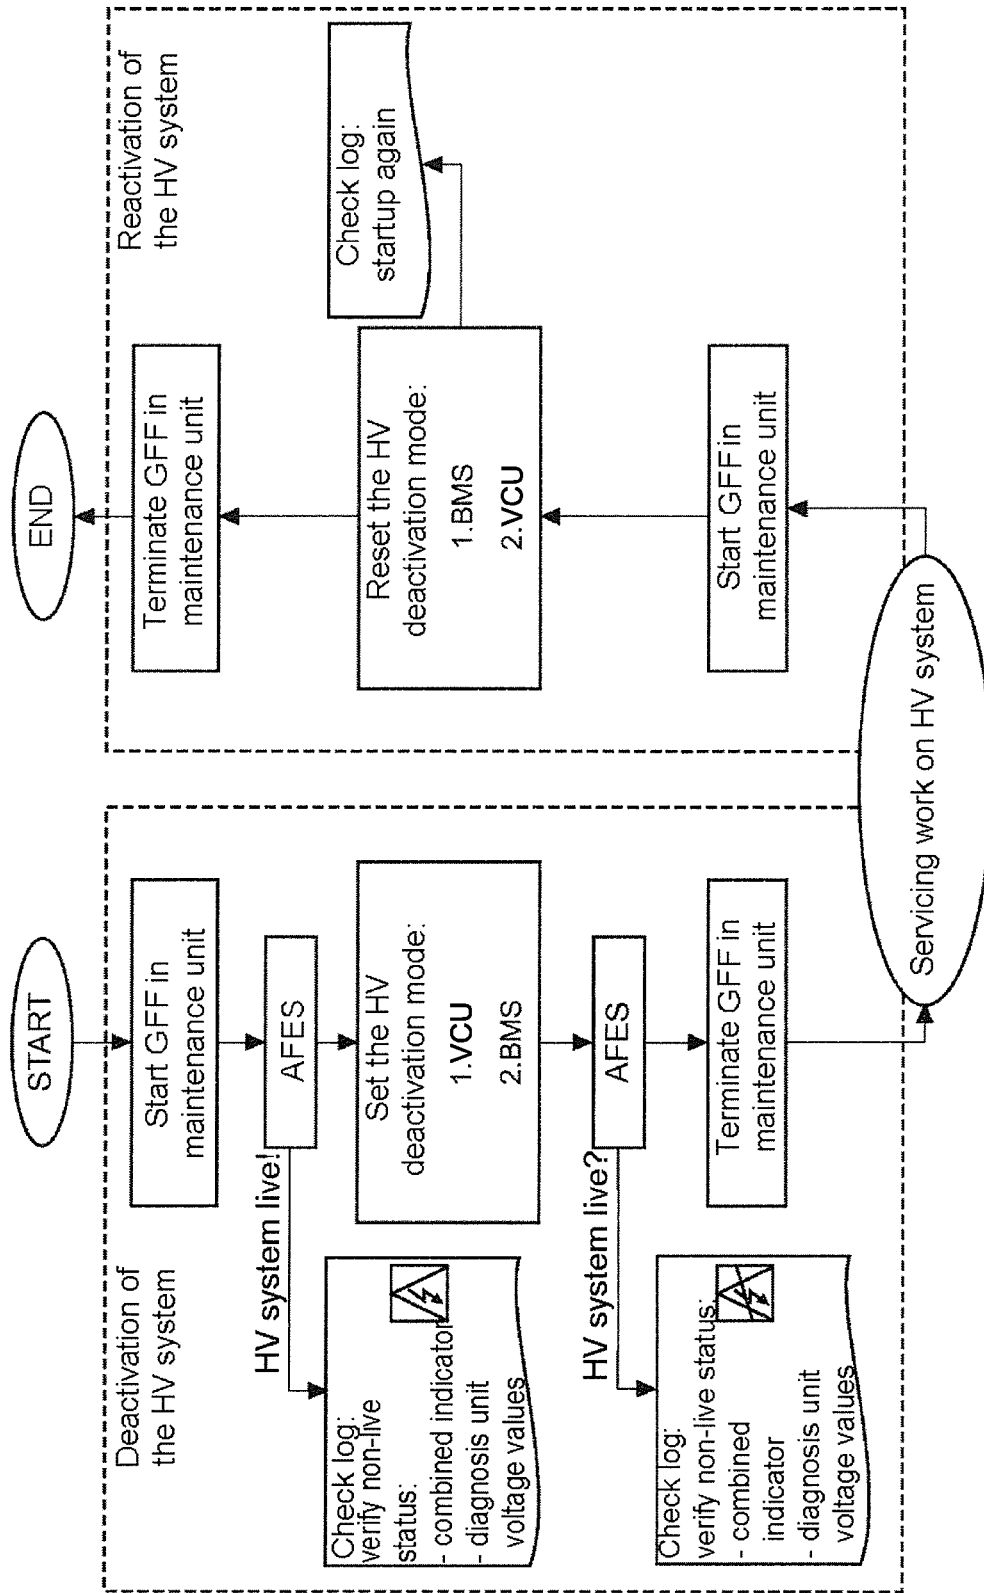 START
Deactivation of
the HV system
Start GFF in
maintenance unit
AFES
HV system live!
Check log:
verify non-live
status:
- combined indicator
- diagnosis unit
voltage values
Set the HV
deactivation mode:
1.VCU
2.BMS
AFES
HV system live?
Check log:
verify non-live status:
- combined
indicator
- diagnosis unit
voltage values
Terminate GFF in
maintenance unit
Servicing work on HV system
Reactivation of
the HV system
Start GFF in
maintenance unit
Reset the HV
deactivation mode:
1.BMS
2.VCU
Check log:
startup again
Terminate GFF in
maintenance unit
END